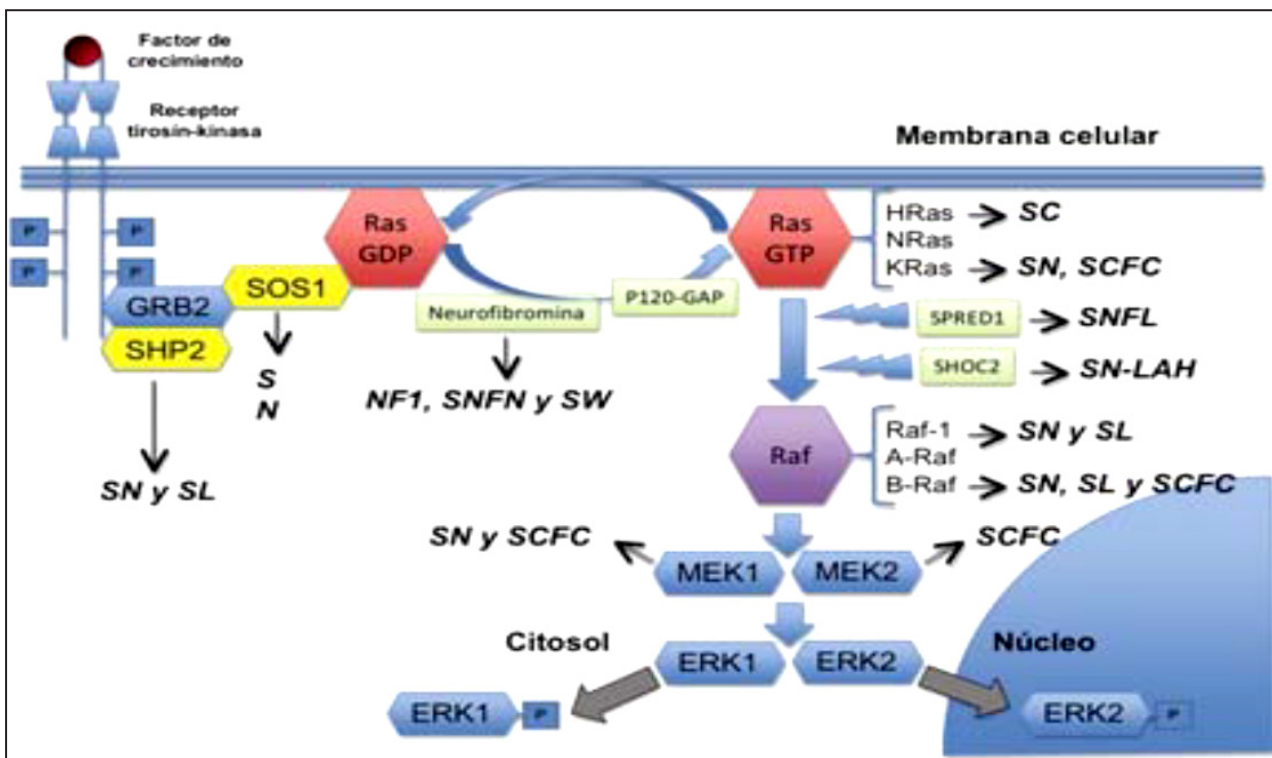 Factor de
crecimiento
Receptor
tirosín-kinasa
Membrana celular
P
P
P
P
GRB2
SHP2
SOS1
Ras
GDP
Neurofibromina
P120-GAP
Ras
GTP
HRas
SC
NRas
KRas
SN, SCFC
SPRED1
SNFL
SHOC2
SN-LAH
S
N
NF1, SNFN y SW
SN y SL
Raf
Raf-1
SN y SL
A-Raf
B-Raf
SN, SL y SCFC
SN y SCFC
SCFC
MEK1
MEK2
Citosol
Núcleo
ERK1
ERK2
ERK1
P
ERK2
P